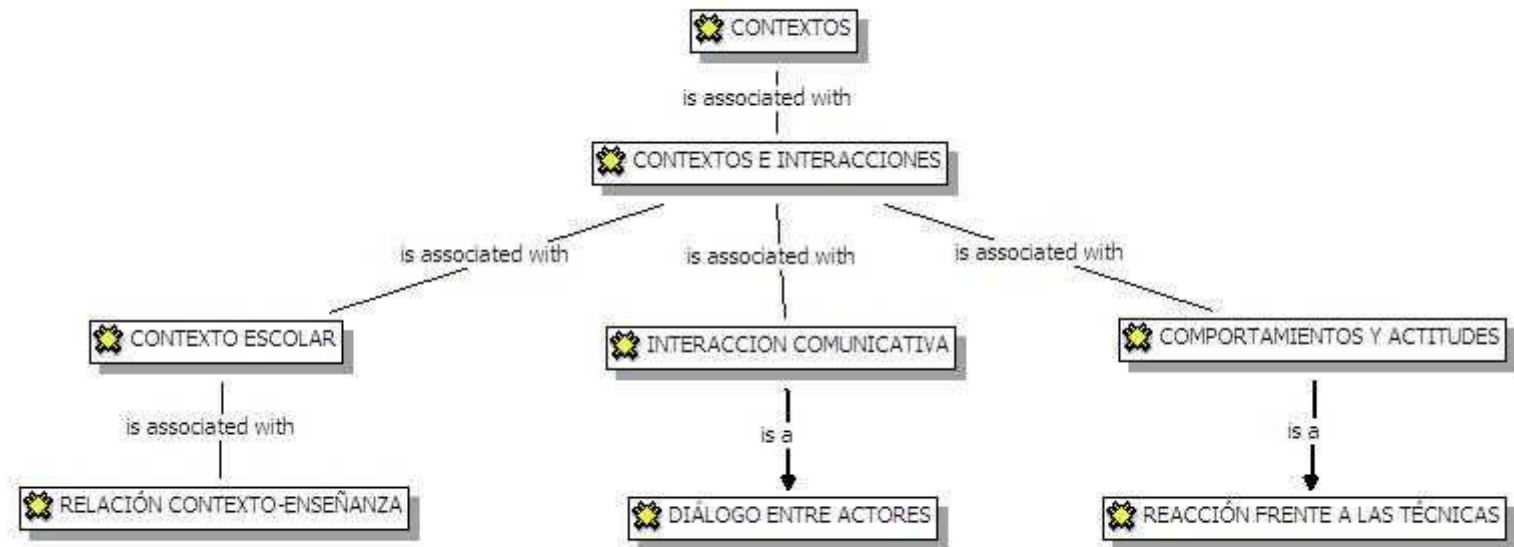 CONTEXTOS
is associated with
CONTEXTOS E INTERACCIONES
is associated with
is associated with
is associated with
CONTEXTO ESCOLAR
INTERACCION COMUNICATIVA
COMPORTAMIENTOS Y ACTITUDES
is associated with
is a
is a
RELACIÓN CONTEXTO-ENSEÑANZA
DIÁLOGO ENTRE ACTORES
REACCIÓN FRENTE A LAS TÉCNICAS